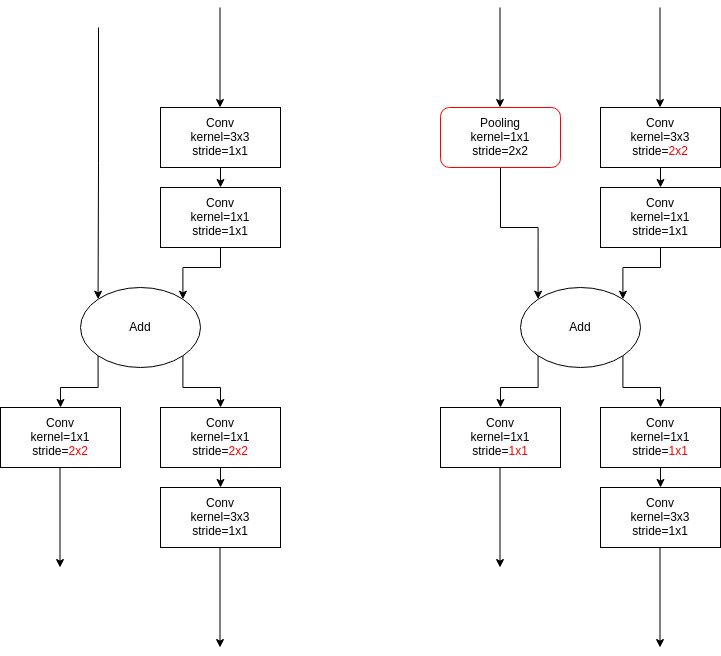 Conv
kernel=3x3
stride=1x1
Conv
kernel=1x1
stride=1x1
Add
Conv
kernel=1x1
stride=2x2
Conv
kernel=1x1
stride=2x2
Conv
kernel=3x3
stride=1x1
Pooling
kernel=1x1
stride=2x2
Conv
kernel=3x3
stride=2x2
Conv
kernel=1x1
stride=1x1
Add
Conv
kernel=1x1
stride=1x1
Conv
kernel=1x1
stride=1x1
Conv
kernel=3x3
stride=1x1